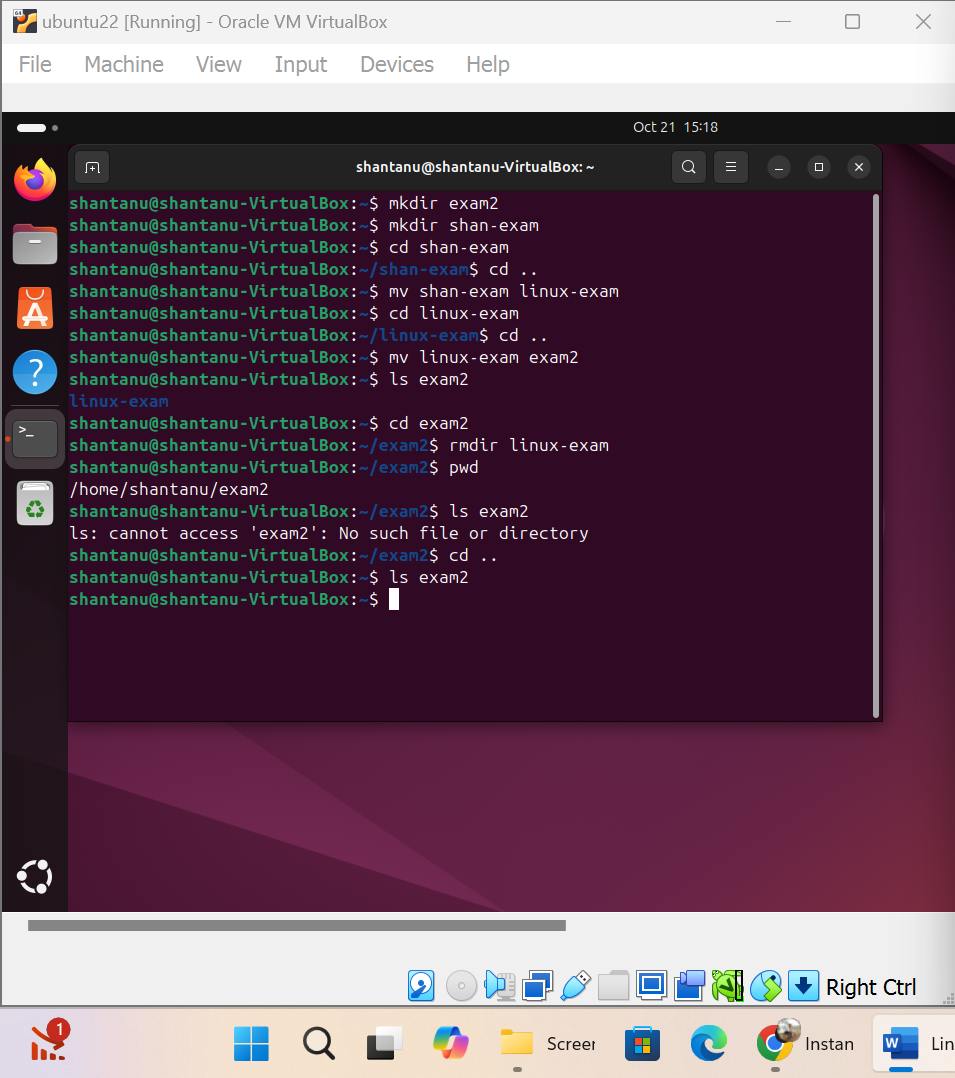 ubuntu22 [Running] - Oracle VM VirtualBox
File Machine View Input Devices Help
Oct 21 15:18
shantanu@shantanu-VirtualBox: ~
shantanu@shantanu-VirtualBox:~$ mkdir exam2
shantanu@shantanu-VirtualBox:~$ mkdir shan-exam
shantanu@shantanu-VirtualBox:~$ cd shan-exam
shantanu@shantanu-VirtualBox:~/shan-exam$ cd ..
shantanu@shantanu-VirtualBox:~$ mv shan-exam linux-exam
shantanu@shantanu-VirtualBox:~$ cd linux-exam
shantanu@shantanu-VirtualBox:~/linux-exam$ cd ..
shantanu@shantanu-VirtualBox:~$ mv linux-exam exam2
shantanu@shantanu-VirtualBox:~$ ls exam2
linux-exam
shantanu@shantanu-VirtualBox:~$ cd exam2
shantanu@shantanu-VirtualBox:~/exam2$ rmdir linux-exam
shantanu@shantanu-VirtualBox:~/exam2$ pwd
/home/shantanu/exam2
shantanu@shantanu-VirtualBox:~/exam2$ ls exam2
ls: cannot access 'exam2': No such file or directory
shantanu@shantanu-VirtualBox:~/exam2$ cd ..
shantanu@shantanu-VirtualBox:~$ ls exam2
shantanu@shantanu-VirtualBox:~$
Right Ctrl
1 Screer Instan Lin